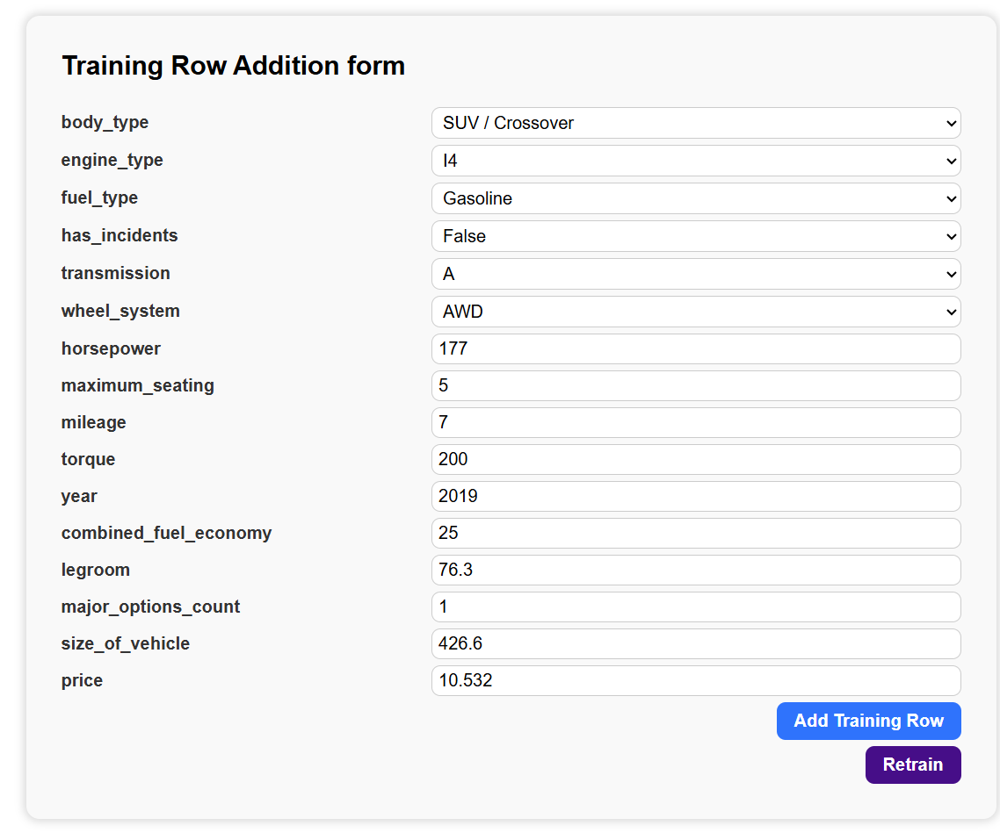 Training Row Addition form
body_type SUV / Crossover
engine_type I4
fuel_type Gasoline
has_incidents False
transmission A
wheel_system AWD
horsepower 177
maximum_seating 5
mileage 7
torque 200
year 2019
combined_fuel_economy 25
legroom 76.3
major_options_count 1
size_of_vehicle 426.6
price 10.532
Add Training Row
Retrain